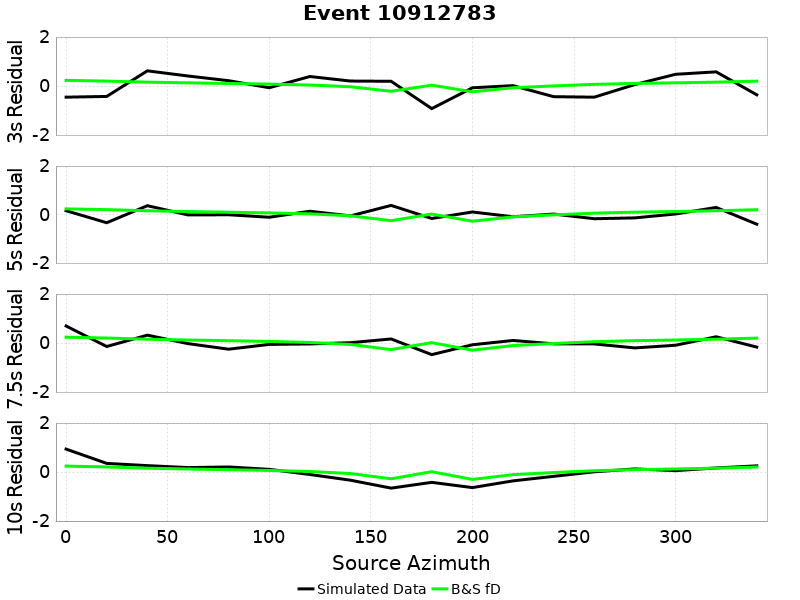 Event 10912783
3s Residual
2
0
-2
5s Residual
2
0
-2
7.5s Residual
2
0
-2
10s Residual
2
0
-2
0 50 100 150 200 250 300
Source Azimuth
Simulated Data B&S fD